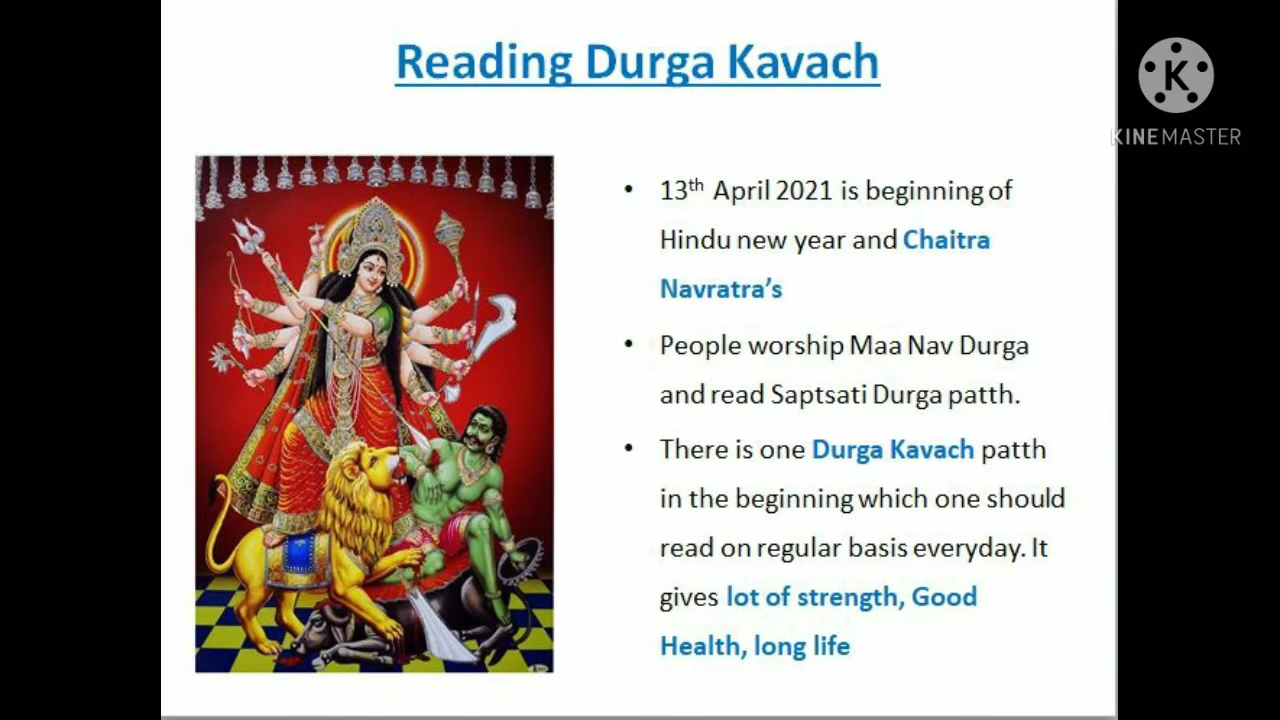 Reading Durga Kavach
K
KINEMASTER
• 13th April 2021 is beginning of
Hindu new year and Chaitra
Navratra’s
• People worship Maa Nav Durga
and read Saptsati Durga patth.
• There is one Durga Kavach patth
in the beginning which one should
read on regular basis everyday. It
gives lot of strength, Good
Health, long life